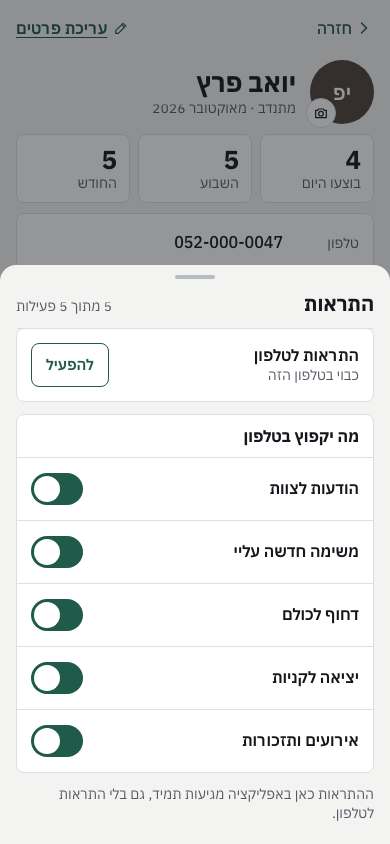 חזרה
עריכת פרטים
יפ
יואב פרץ
מתנדב · מאוקטובר 2026
4
בוצעו היום
5
השבוע
5
החודש
טלפון
052-000-0047
התראות
5 מתוך 5 פעילות
התראות לטלפון
כבוי בטלפון הזה
להפעיל
מה יקפוץ בטלפון
הודעות לצוות
משימה חדשה עליי
דחוף לכולם
יציאה לקניות
אירועים ותזכורות
ההתראות כאן באפליקציה מגיעות תמיד, גם בלי התראות
לטלפון.